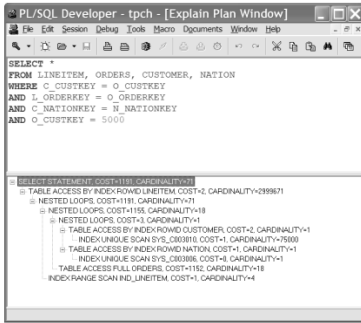 PL/SQL Developer - tpch - [Explain Plan Window]
File Edit Session Debug Tools Macro Documents Window Help
SELECT *
FROM LINEITEM, ORDERS, CUSTOMER, NATION
WHERE C_CUSTKEY = O_CUSTKEY
AND L_ORDERKEY = O_ORDERKEY
AND C_NATIONKEY = N_NATIONKEY
AND O_CUSTKEY = 5000
SELECT STATEMENT, COST=1191, CARDINALITY=71
TABLE ACCESS BY INDEX ROWID LINEITEM, COST=2, CARDINALITY=2999671
NESTED LOOPS, COST=1191, CARDINALITY=71
NESTED LOOPS, COST=1155, CARDINALITY=18
NESTED LOOPS, COST=3, CARDINALITY=1
TABLE ACCESS BY INDEX ROWID CUSTOMER, COST=2, CARDINALITY=1
INDEX UNIQUE SCAN SYS_C003010, COST=1, CARDINALITY=75000
TABLE ACCESS BY INDEX ROWID NATION, COST=1, CARDINALITY=1
INDEX UNIQUE SCAN SYS_C003006, COST=0, CARDINALITY=1
TABLE ACCESS FULL ORDERS, COST=1152, CARDINALITY=18
INDEX RANGE SCAN IND_LINEITEM, COST=1, CARDINALITY=4